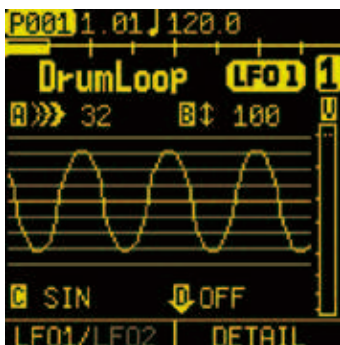 P001 1.01 ♩120.0
DrumLoop LFO1 1
A 32 B 100 V
C SIN D OFF
LFO1/LFO2 DETAIL